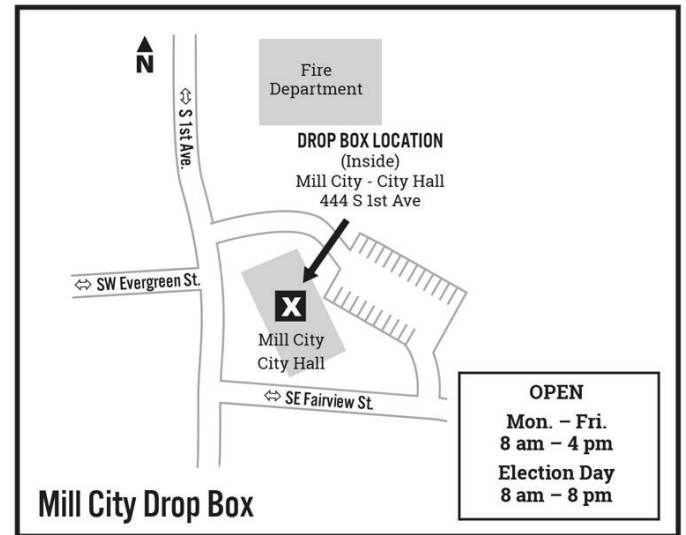 N
S 1st Ave.
Fire
Department
DROP BOX LOCATION
(Inside)
Mill City - City Hall
444 S 1st Ave
SW Evergreen St.
X
Mill City
City Hall
SE Fairview St.
OPEN
Mon. – Fri.
8 am – 4 pm
Election Day
8 am – 8 pm
Mill City Drop Box